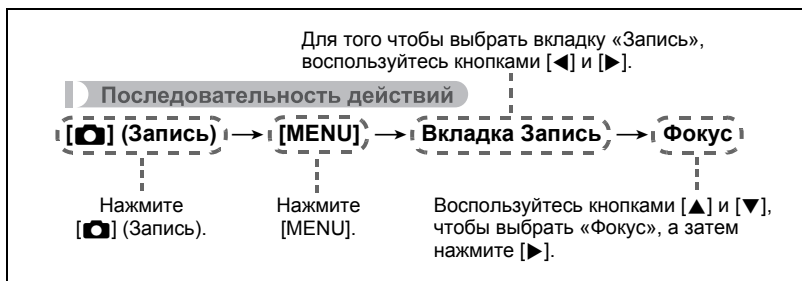 Для того чтобы выбрать вкладку «Запись»,
воспользуйтесь кнопками [◀] и [▶].
Последовательность действий
[📷] (Запись) → [MENU] → Вкладка Запись → Фокус
Нажмите
[📷] (Запись).
Нажмите
[MENU].
Воспользуйтесь кнопками [▲] и [▼],
чтобы выбрать «Фокус», а затем
нажмите [▶].